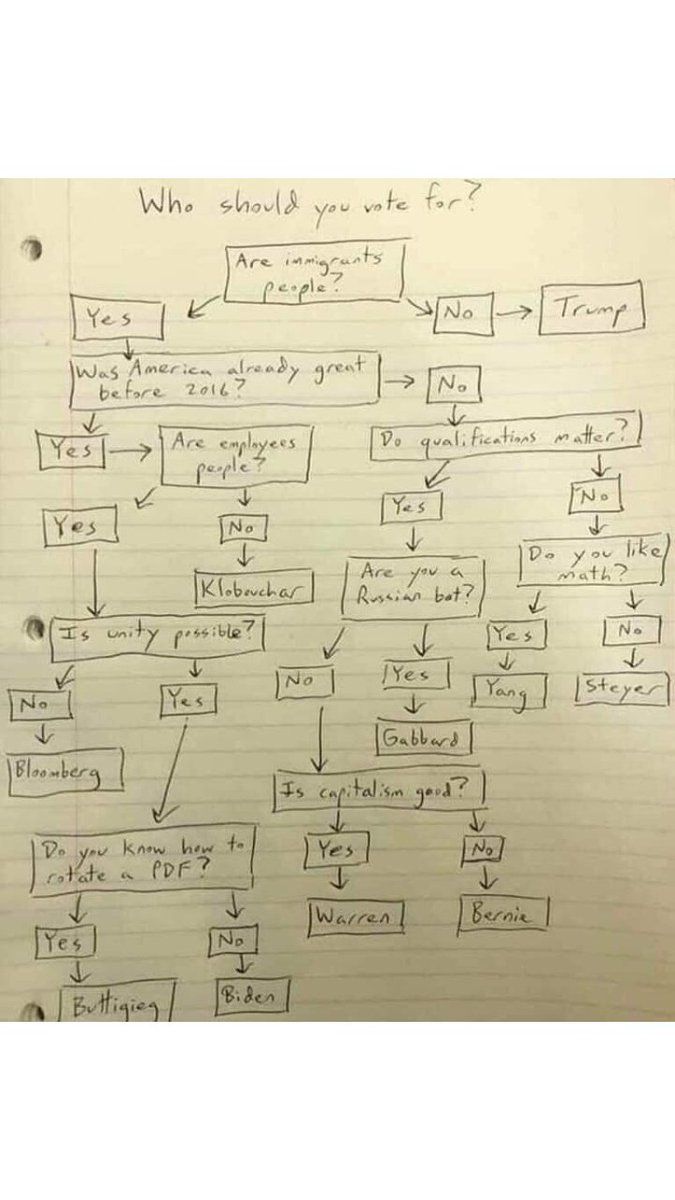 Who should you vote for?
Are immigrants
people?
Yes
No
Trump
Was America already great
before 2016?
No
Yes
Are employees
people?
Do qualifications matter?
Yes
No
Yes
No
Klobouchar
Are you a
Russian bot?
Do you like
math?
Is unity possible?
Yes
No
No
Yes
No
Yes
Yang
Steyer
Bloomberg
Gabbard
Is capitalism good?
Do you know how to
rotate a PDF?
Yes
No
Warren
Bernie
Yes
No
Buttigieg
Biden